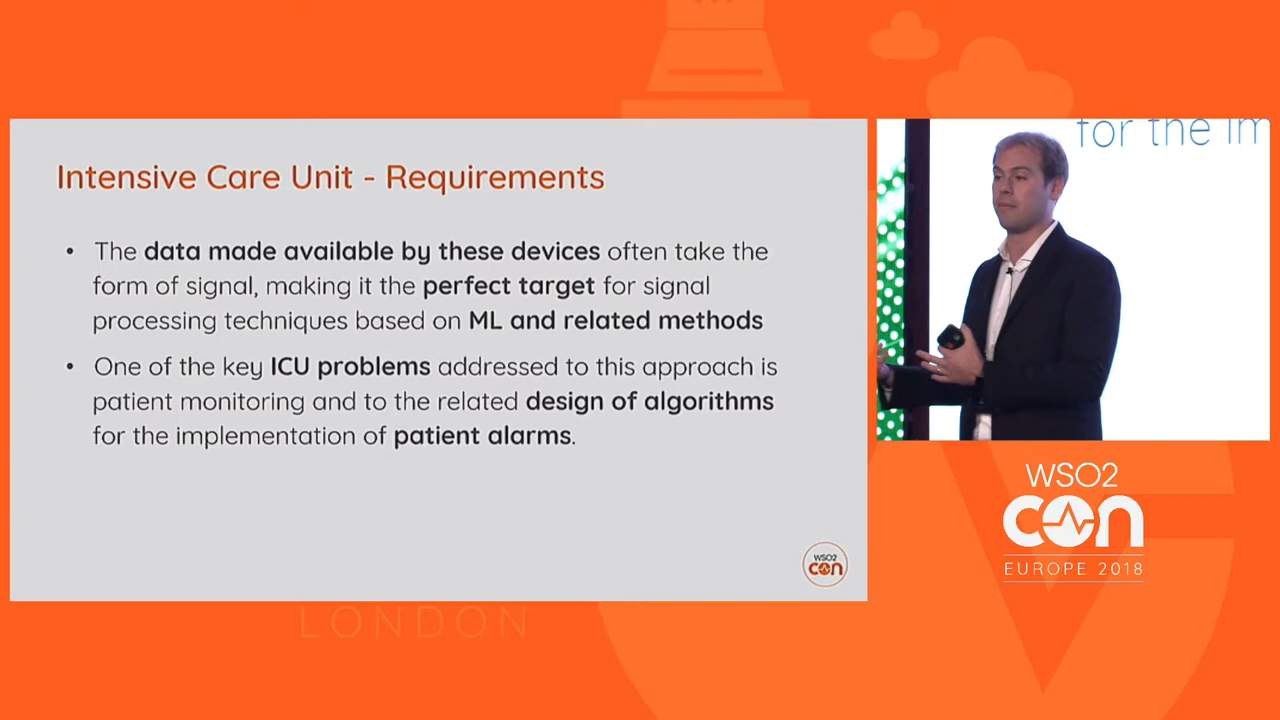 Intensive Care Unit - Requirements
• The data made available by these devices often take the
form of signal, making it the perfect target for signal
processing techniques based on ML and related methods
• One of the key ICU problems addressed to this approach is
patient monitoring and to the related design of algorithms
for the implementation of patient alarms.
WSO2
con
for the im
WSO2
con
EUROPE 2018
LONDON